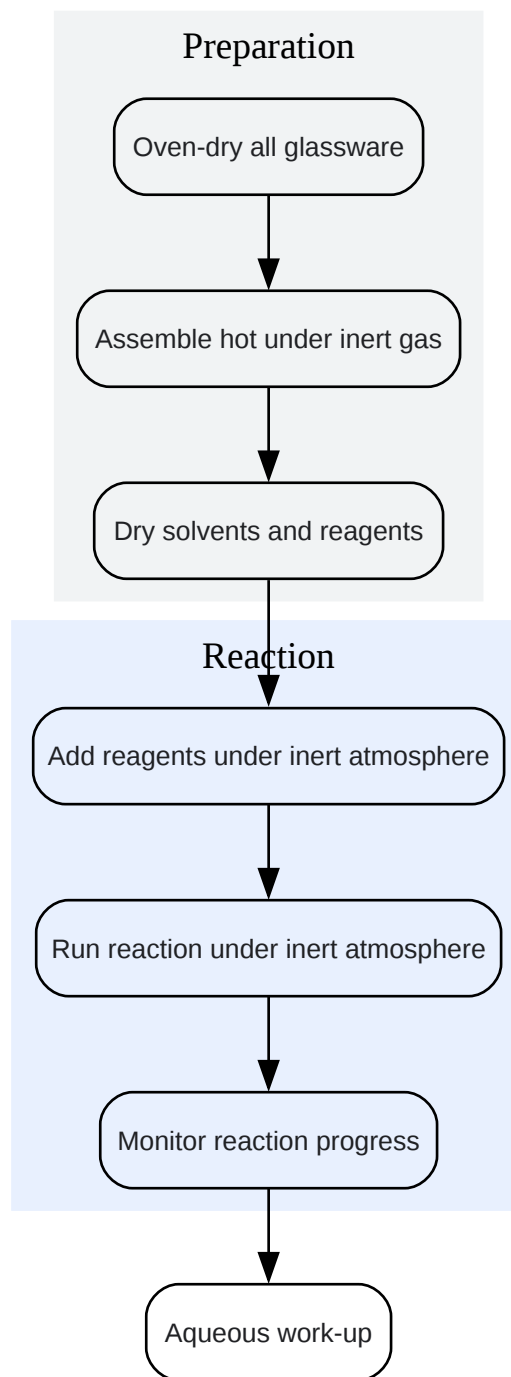 Preparation
Oven-dry all glassware
Assemble hot under inert gas
Dry solvents and reagents
Reaction
Add reagents under inert atmosphere
Run reaction under inert atmosphere
Monitor reaction progress
Aqueous work-up